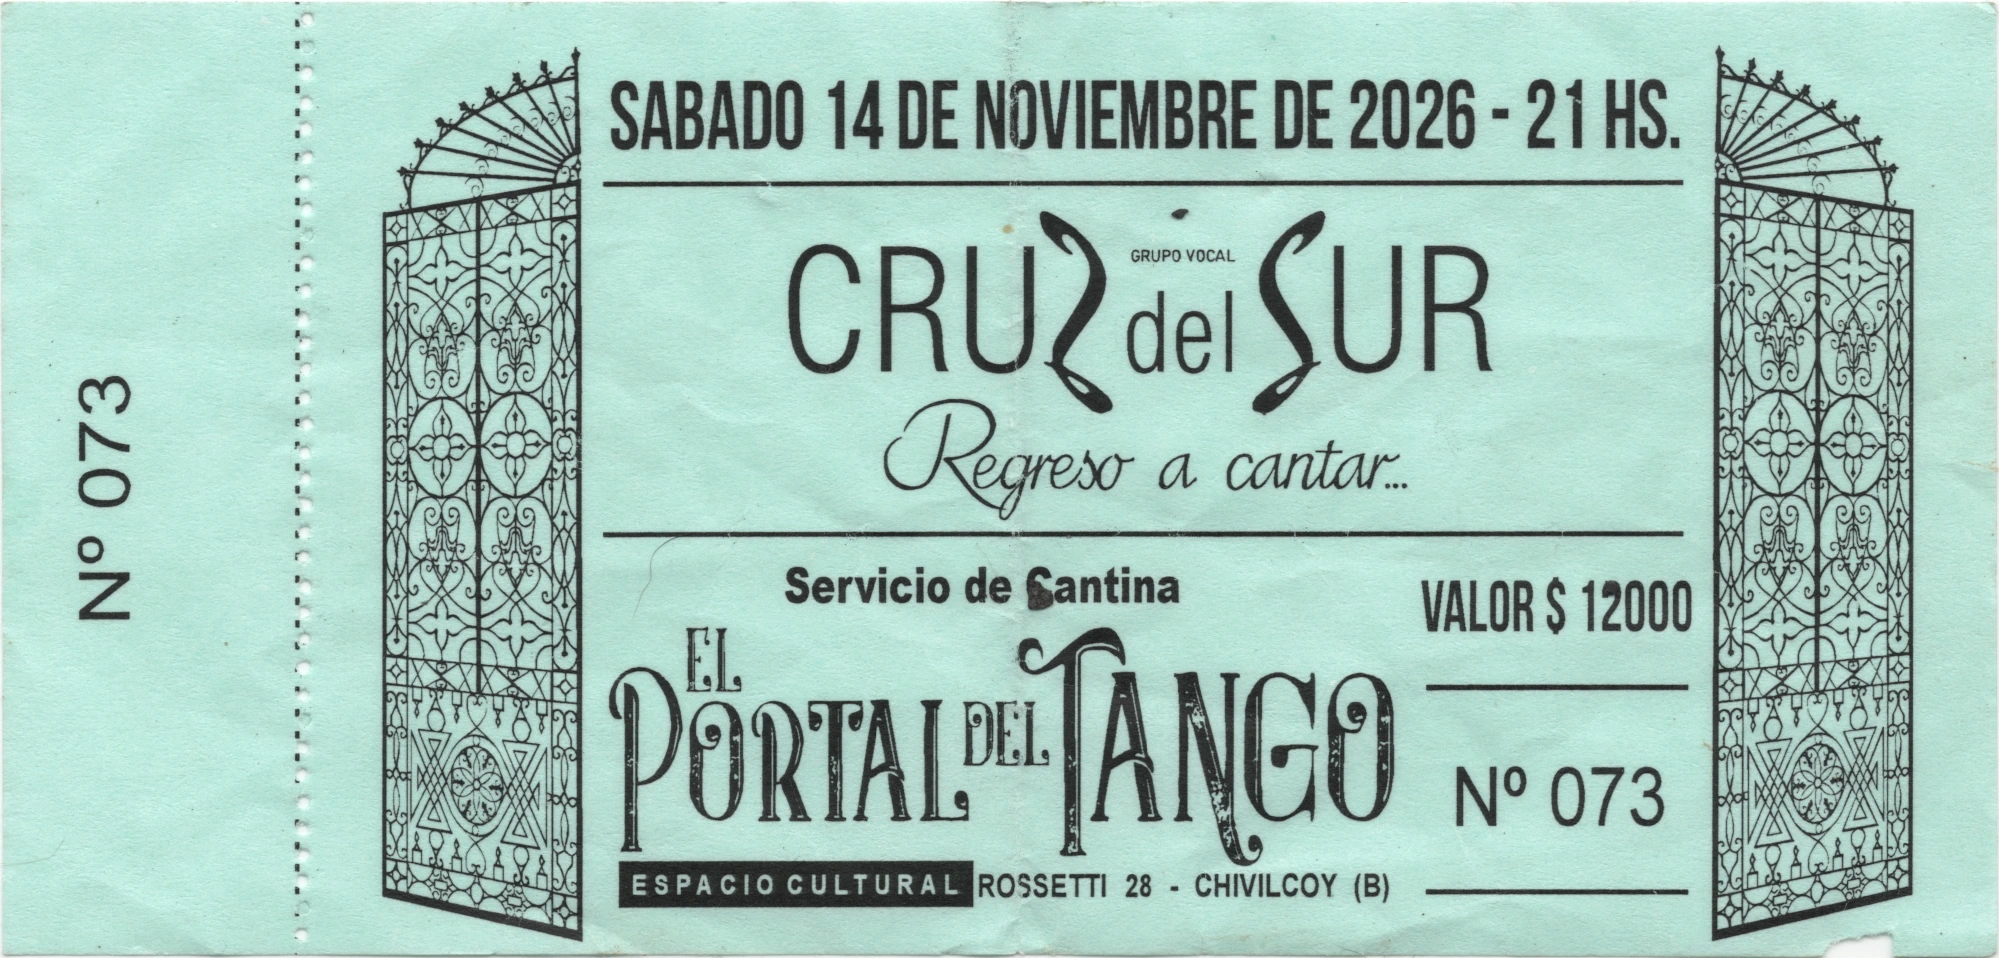 Nº 073
SABADO 14 DE NOVIEMBRE DE 2026 - 21 HS.
GRUPO VOCAL
CRUZ del SUR
Regreso a cantar...
Servicio de Cantina
VALOR $ 12000
EL PORTAL DEL TANGO
Nº 073
ESPACIO CULTURAL ROSSETTI 28 - CHIVILCOY (B)